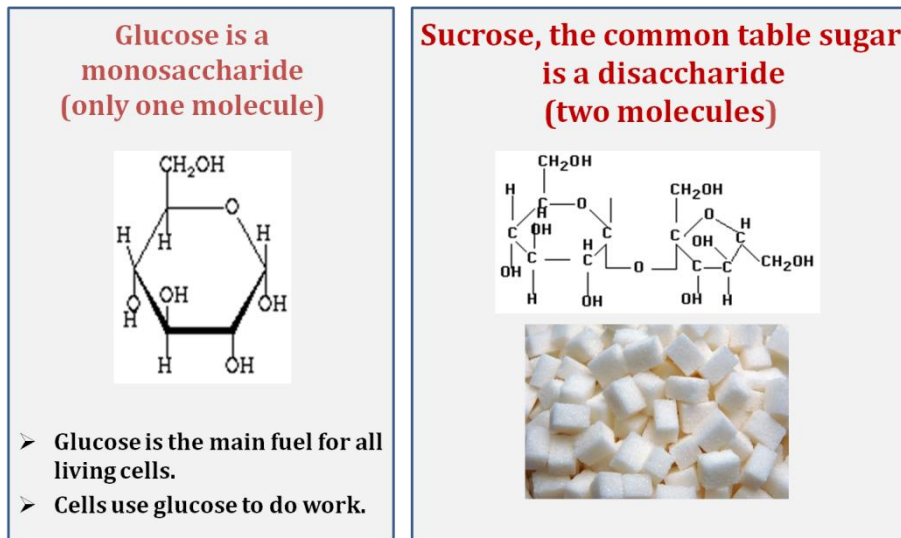 Glucose is a
monosaccharide
(only one molecule)
CH₂OH
O
H
H
H
OH
O
H
OH
H
OH
➢ Glucose is the main fuel for all
living cells.
➢ Cells use glucose to do work.
Sucrose, the common table sugar
is a disaccharide
(two molecules)
CH₂OH
H
C
O
H
C
OH
C
OH
C
H
H
C
OH
C
O
CH₂OH
O
C
H
C
OH
C
C
CH₂OH
OH
H